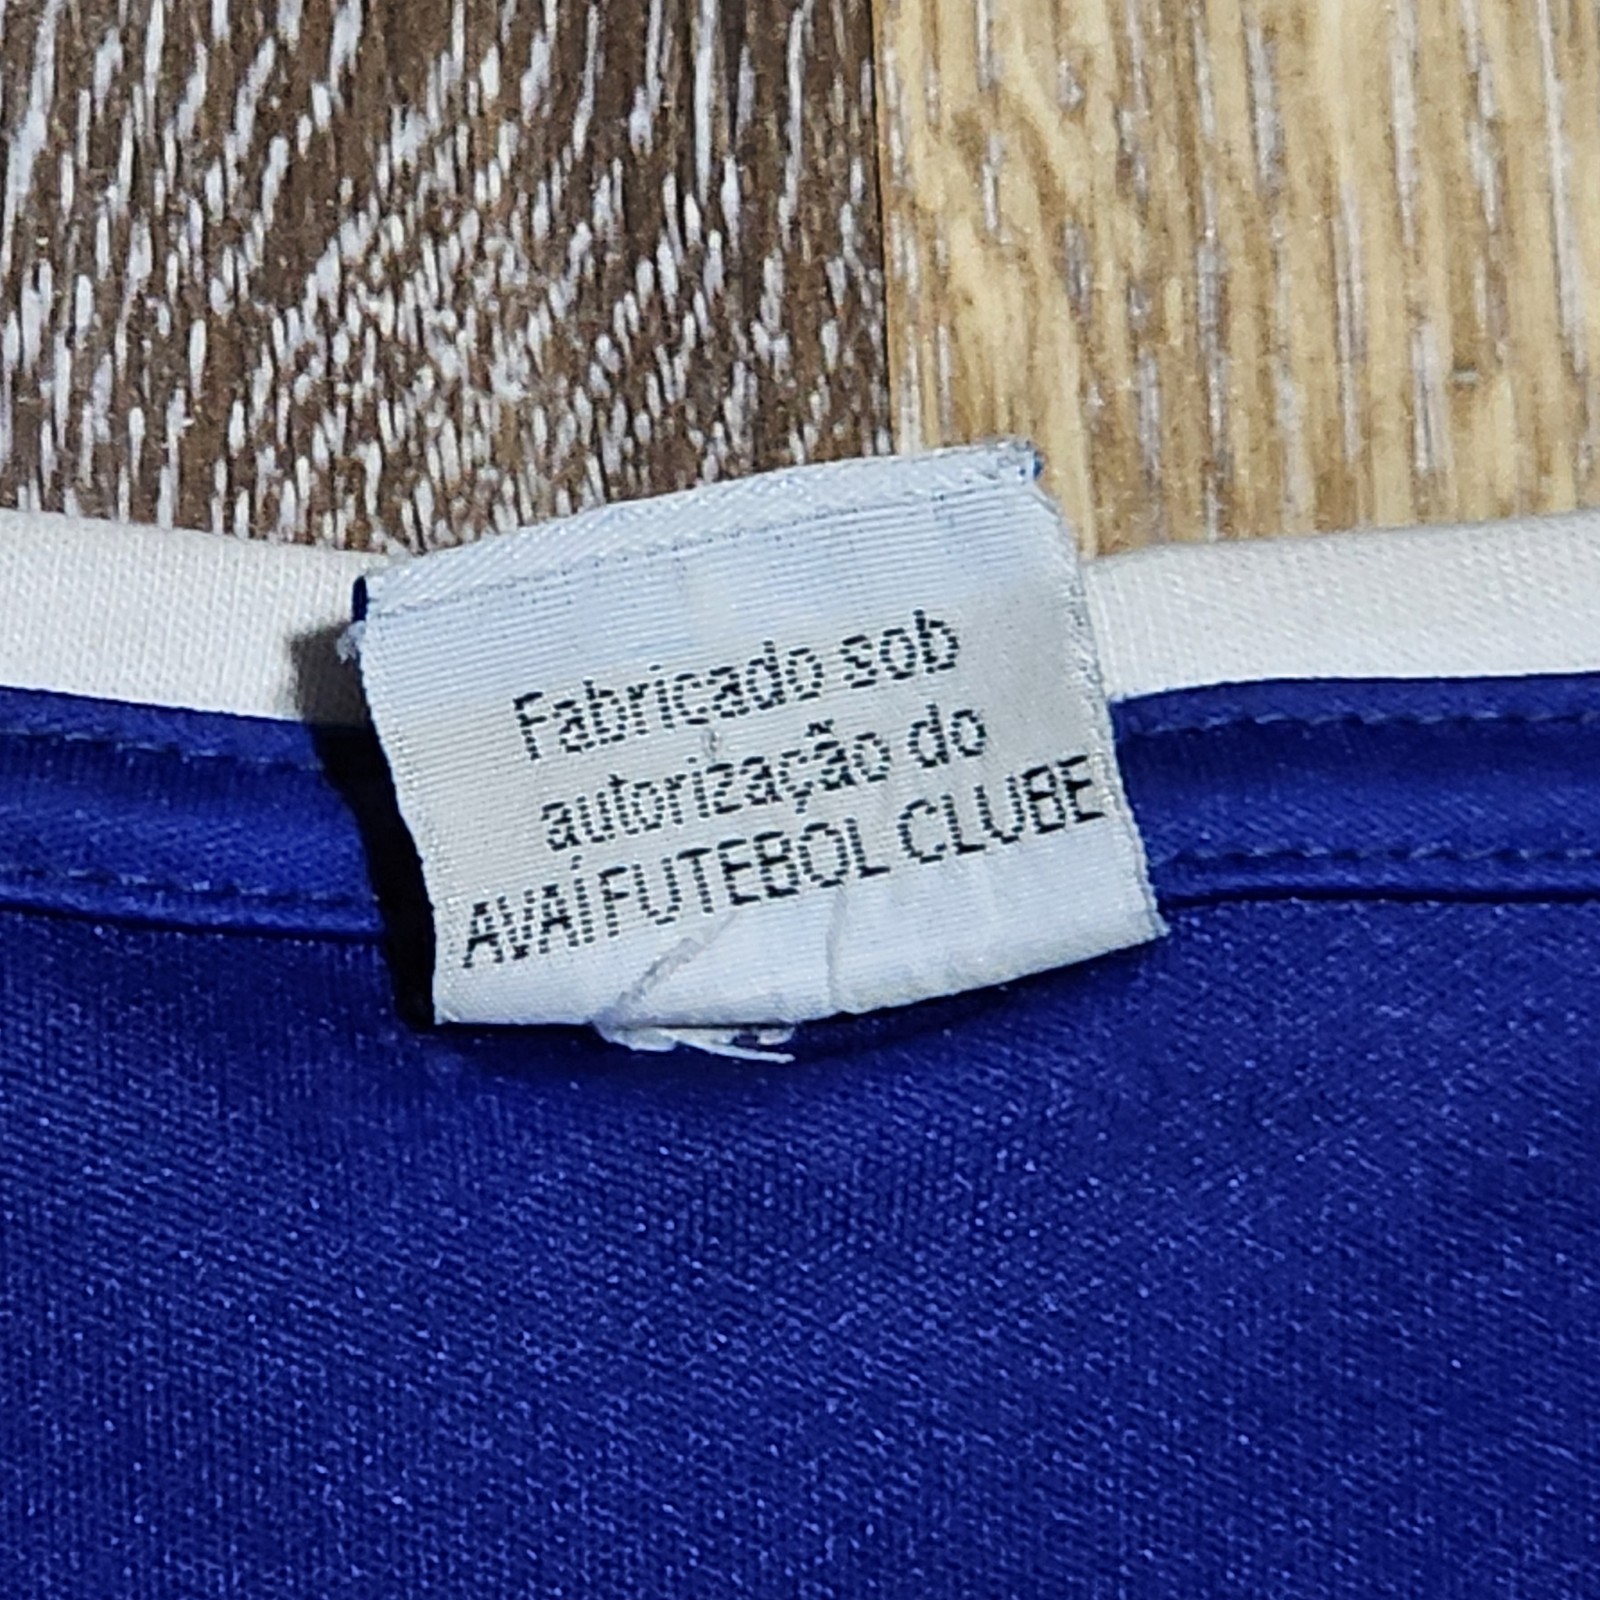 Fabricado sob
autorização do
AVAÍ FUTEBOL CLUBE